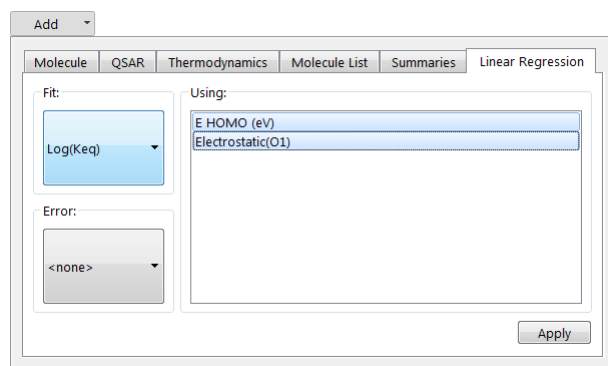 Add
Molecule QSAR Thermodynamics Molecule List Summaries Linear Regression
Fit:
Log(Keq)
Error:
<none>
Using:
E HOMO (eV)
Electrostatic(O1)
Apply